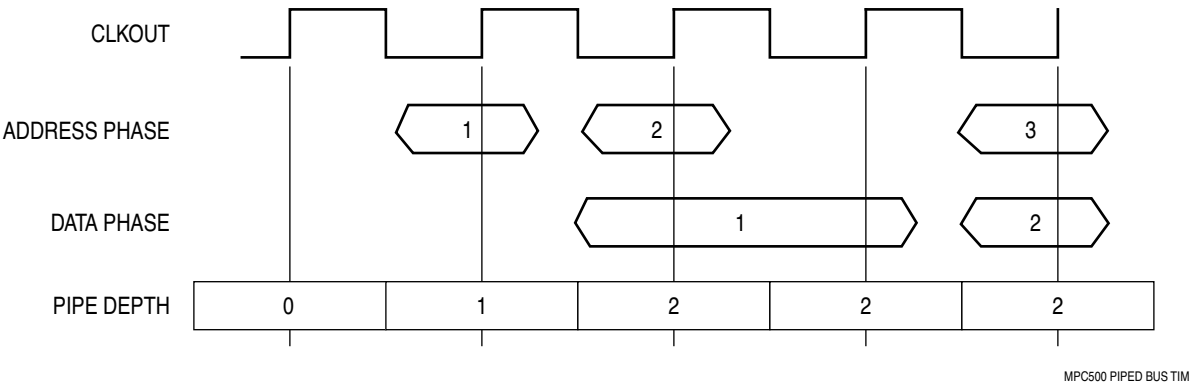 CLKOUT
ADDRESS PHASE 1 2 3
DATA PHASE 1 2
PIPE DEPTH 0 1 2 2 2
MPC500 PIPED BUS TIM